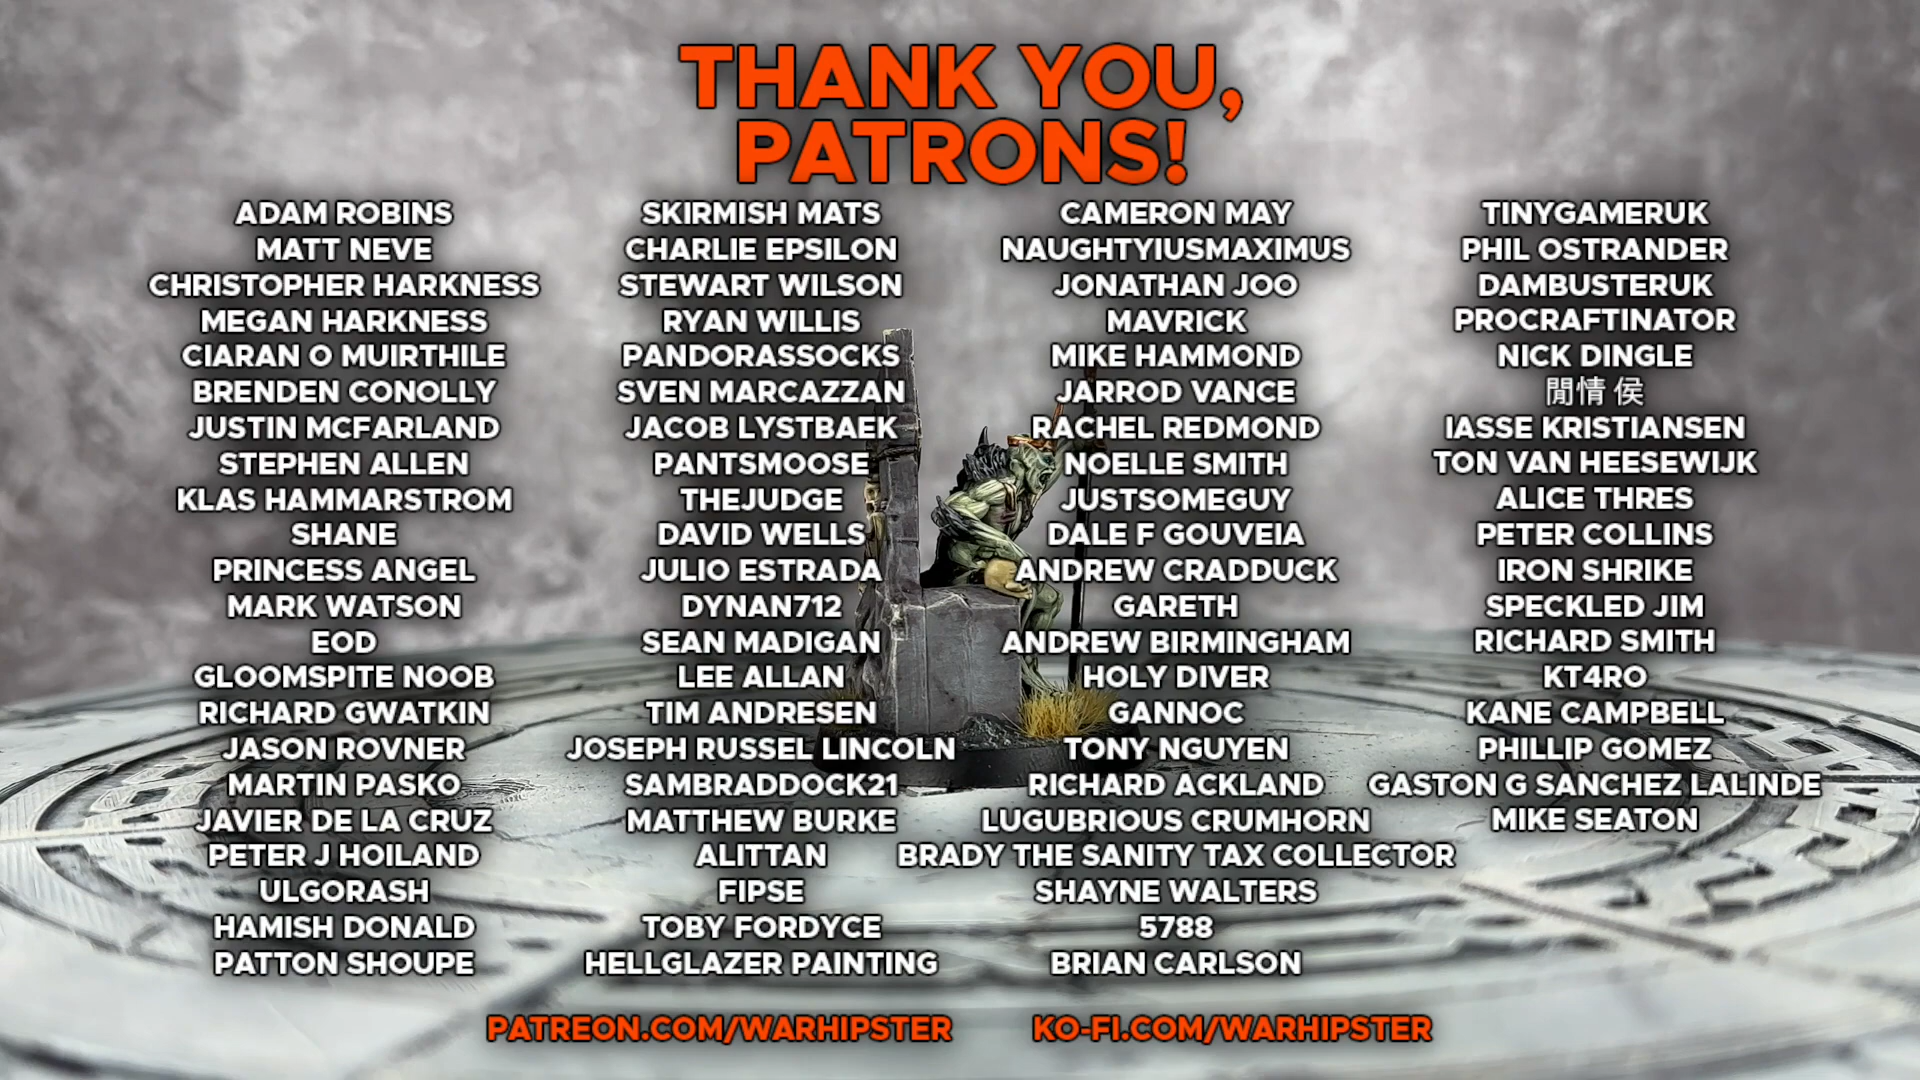 THANK YOU,
PATRONS!
ADAM ROBINS
MATT NEVE
CHRISTOPHER HARKNESS
MEGAN HARKNESS
CIARAN O MUIRTHILE
BRENDEN CONOLLY
JUSTIN MCFARLAND
STEPHEN ALLEN
KLAS HAMMARSTROM
SHANE
PRINCESS ANGEL
MARK WATSON
EOD
GLOOMSPITE NOOB
RICHARD GWATKIN
JASON ROVNER
MARTIN PASKO
JAVIER DE LA CRUZ
PETER J HOILAND
ULGORASH
HAMISH DONALD
PATTON SHOUPE
SKIRMISH MATS
CHARLIE EPSILON
STEWART WILSON
RYAN WILLIS
PANDORASSOCKS
SVEN MARCAZZAN
JACOB LYSTBAEK
PANTSMOOSE
THEJUDGE
DAVID WELLS
JULIO ESTRADA
DYNAN712
SEAN MADIGAN
LEE ALLAN
TIM ANDRESEN
JOSEPH RUSSEL LINCOLN
SAMBRADDOCK21
MATTHEW BURKE
ALITTAN
FIPSE
TOBY FORDYCE
HELLGLAZER PAINTING
CAMERON MAY
NAUGHTYIUSMAXIMUS
JONATHAN JOO
MAVRICK
MIKE HAMMOND
JARROD VANCE
RACHEL REDMOND
NOELLE SMITH
JUSTSOMEGUY
DALE F GOUVEIA
ANDREW CRADDUCK
GARETH
ANDREW BIRMINGHAM
HOLY DIVER
GANNOC
TONY NGUYEN
RICHARD ACKLAND
LUGUBRIOUS CRUMHORN
BRADY THE SANITY TAX COLLECTOR
SHAYNE WALTERS
5788
BRIAN CARLSON
TINYGAMERUK
PHIL OSTRANDER
DAMBUSTERUK
PROCRAFTINATOR
NICK DINGLE
閒情 侯
IASSE KRISTIANSEN
TON VAN HEESEWIJK
ALICE THRES
PETER COLLINS
IRON SHRIKE
SPECKLED JIM
RICHARD SMITH
KT4RO
KANE CAMPBELL
PHILLIP GOMEZ
GASTON G SANCHEZ LALINDE
MIKE SEATON
PATREON.COM/WARHIPSTER
KO-FI.COM/WARHIPSTER